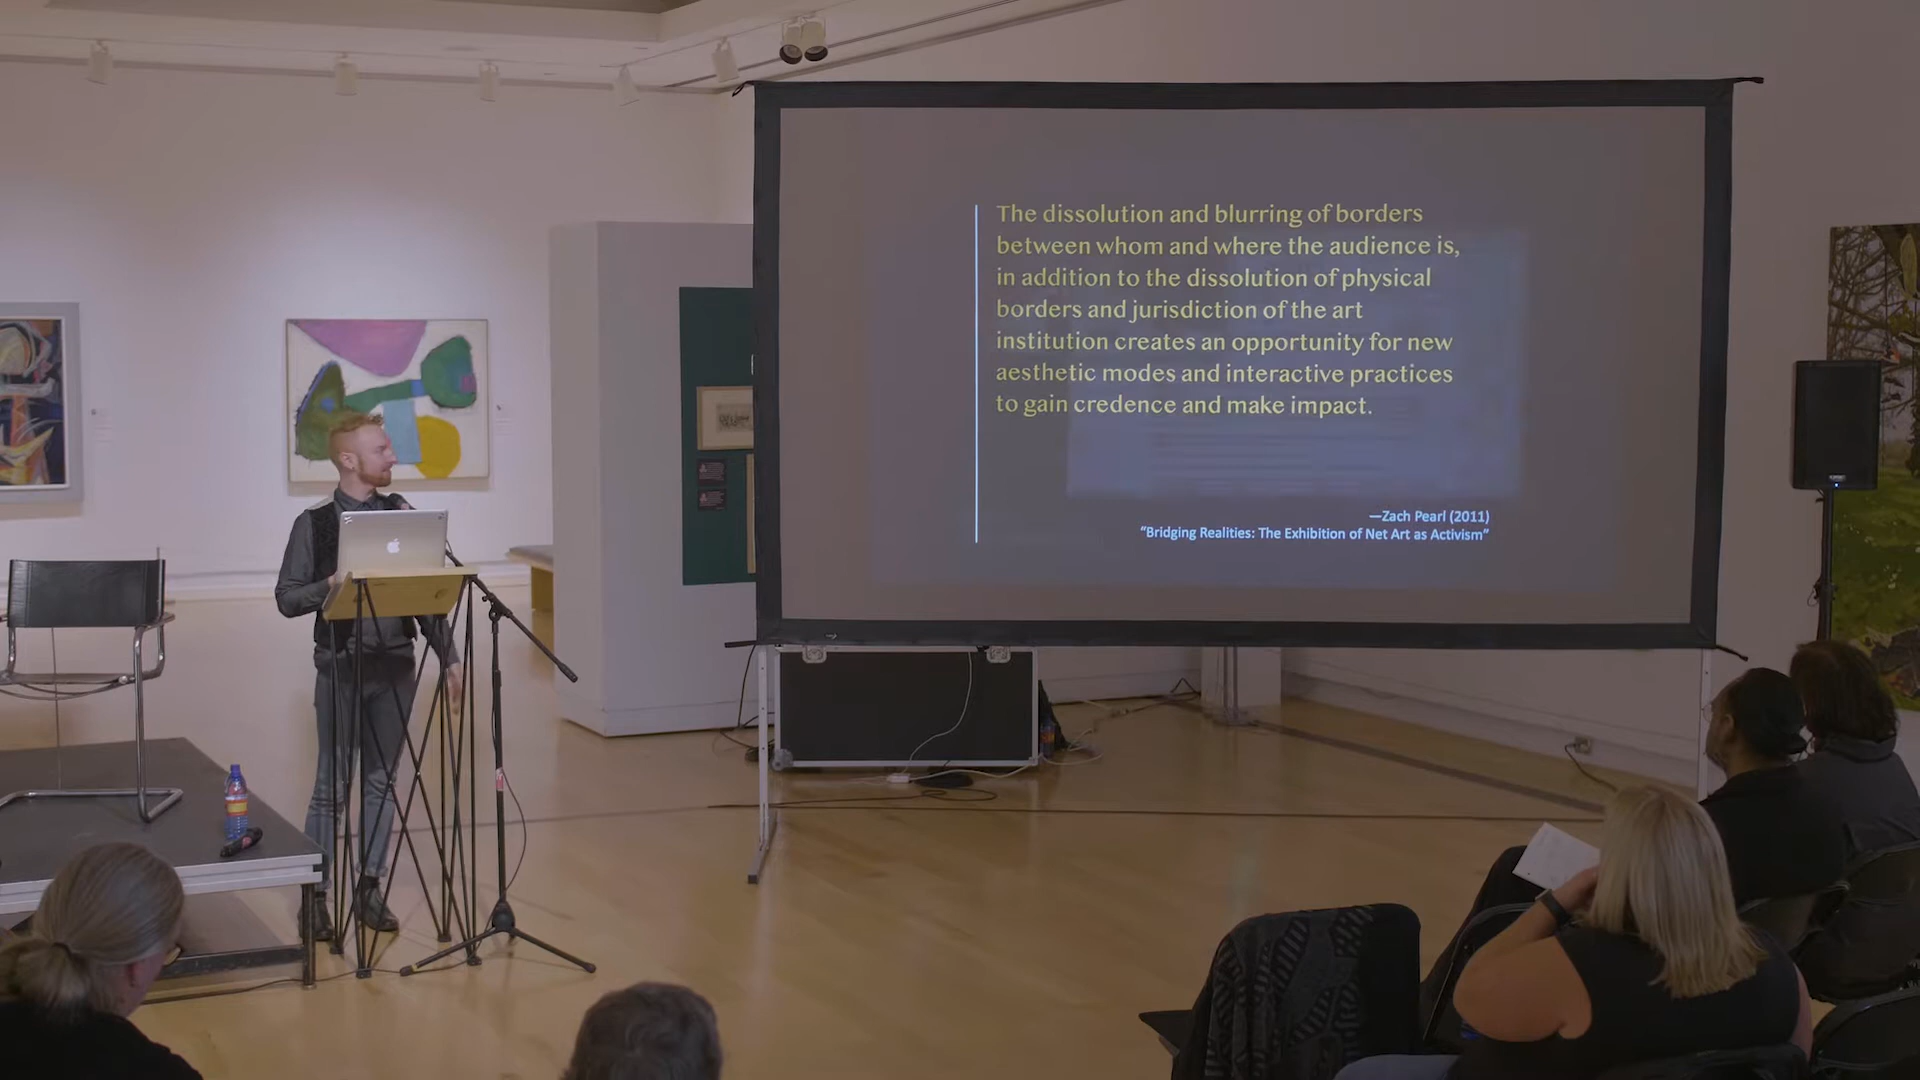 The dissolution and blurring of borders
between whom and where the audience is,
in addition to the dissolution of physical
borders and jurisdiction of the art
institution creates an opportunity for new
aesthetic modes and interactive practices
to gain credence and make impact.
—Zach Pearl (2011)
“Bridging Realities: The Exhibition of Net Art as Activism”